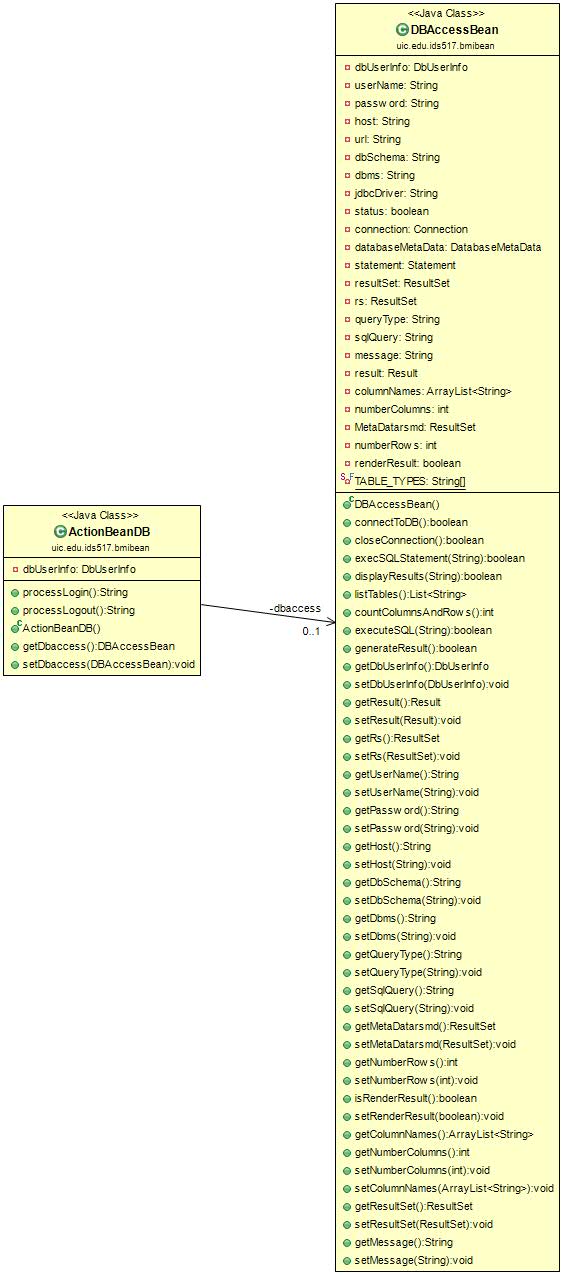 <<Java Class>>
DBAccessBean
uic.edu.ids517.bmibean
dbUserInfo: DbUserInfo
userName: String
password: String
host: String
url: String
dbSchema: String
dbms: String
jdbcDriver: String
status: boolean
connection: Connection
databaseMetaData: DatabaseMetaData
statement: Statement
resultSet: ResultSet
rs: ResultSet
queryType: String
sqlQuery: String
message: String
result: Result
columnNames: ArrayList<String>
numberColumns: int
MetaDatarsmd: ResultSet
numberRows: int
renderResult: boolean
S F TABLE_TYPES: String[]
C DBAccessBean()
connectToDB():boolean
closeConnection():boolean
execSQLStatement(String):boolean
displayResults(String):boolean
listTables():List<String>
countColumnsAndRows():int
executeSQL(String):boolean
generateResult():boolean
getDbUserInfo():DbUserInfo
setDbUserInfo(DbUserInfo):void
getResult():Result
setResult(Result):void
getRs():ResultSet
setRs(ResultSet):void
getUserName():String
setUserName(String):void
getPassword():String
setPassword(String):void
getHost():String
setHost(String):void
getDbSchema():String
setDbSchema(String):void
getDbms():String
setDbms(String):void
getQueryType():String
setQueryType(String):void
getSqlQuery():String
setSqlQuery(String):void
getMetaDatarsmd():ResultSet
setMetaDatarsmd(ResultSet):void
getNumberRows():int
setNumberRows(int):void
isRenderResult():boolean
setRenderResult(boolean):void
getColumnNames():ArrayList<String>
getNumberColumns():int
setNumberColumns(int):void
setColumnNames(ArrayList<String>):void
getResultSet():ResultSet
setResultSet(ResultSet):void
getMessage():String
setMessage(String):void
<<Java Class>>
ActionBeanDB
uic.edu.ids517.bmibean
dbUserInfo: DbUserInfo
processLogin():String
processLogout():String
C ActionBeanDB()
getDbaccess():DBAccessBean
setDbaccess(DBAccessBean):void
-dbaccess
0..1